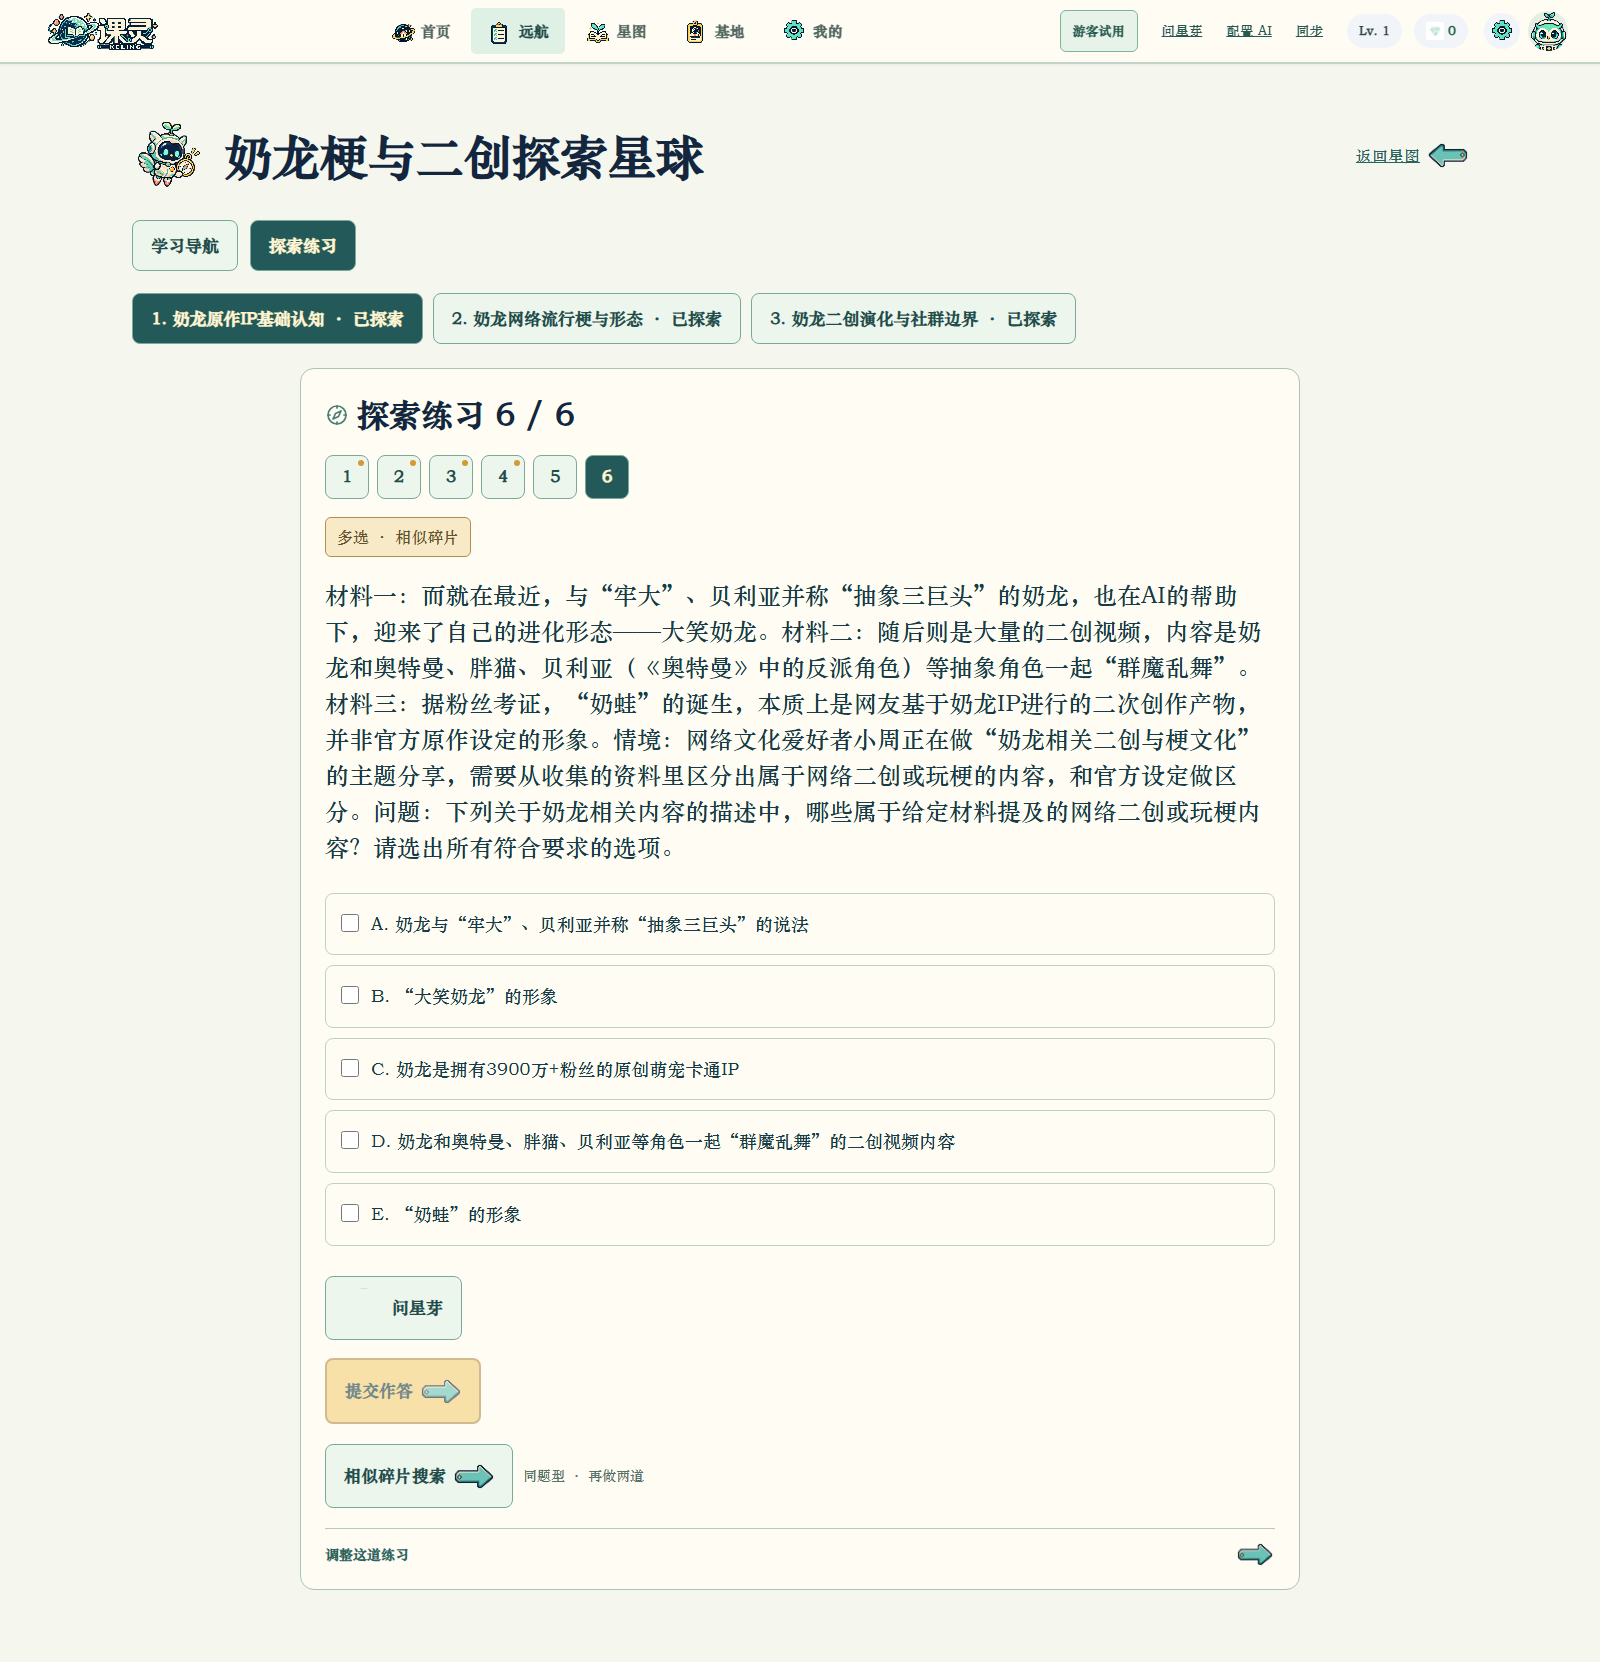 课灵
KELING
首页
远航
星图
基地
我的
游客试用
问星芽
配置 AI
同步
Lv. 1
0
奶龙梗与二创探索星球
返回星图
学习导航
探索练习
1. 奶龙原作IP基础认知 · 已探索
2. 奶龙网络流行梗与形态 · 已探索
3. 奶龙二创演化与社群边界 · 已探索
探索练习 6 / 6
1
2
3
4
5
6
多选 · 相似碎片
材料一：而就在最近，与“牢大”、贝利亚并称“抽象三巨头”的奶龙，也在AI的帮助
下，迎来了自己的进化形态——大笑奶龙。材料二：随后则是大量的二创视频，内容是奶
龙和奥特曼、胖猫、贝利亚（《奥特曼》中的反派角色）等抽象角色一起“群魔乱舞”。
材料三：据粉丝考证，“奶蛙”的诞生，本质上是网友基于奶龙IP进行的二次创作产物，
并非官方原作设定的形象。情境：网络文化爱好者小周正在做“奶龙相关二创与梗文化”
的主题分享，需要从收集的资料里区分出属于网络二创或玩梗的内容，和官方设定做区
分。问题：下列关于奶龙相关内容的描述中，哪些属于给定材料提及的网络二创或玩梗内
容？请选出所有符合要求的选项。
A. 奶龙与“牢大”、贝利亚并称“抽象三巨头”的说法
B. “大笑奶龙”的形象
C. 奶龙是拥有3900万+粉丝的原创萌宠卡通IP
D. 奶龙和奥特曼、胖猫、贝利亚等角色一起“群魔乱舞”的二创视频内容
E. “奶蛙”的形象
问星芽
提交作答
相似碎片搜索
同题型 · 再做两道
调整这道练习